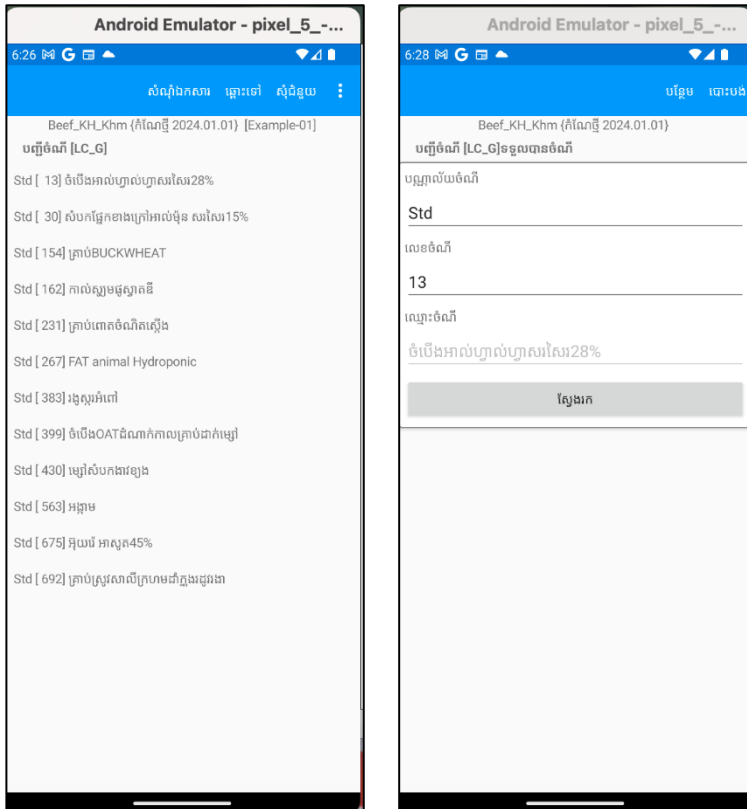 Android Emulator - pixel_5_-...
6:26 G
សំណុំឯកសារ ឆ្ពោះទៅ សុំជំនួយ
Beef_KH_Khm {កំណែថ្មី 2024.01.01} [Example-01]
បញ្ជីចំណី [LC_G]
Std [ 13] ចំបើងអាល់ហ្វាល់ហ្វាសរសៃរ28%
Std [ 30] សំបកផ្នែកខាងក្រៅអាល់ម៉ុន សរសៃរ15%
Std [ 154] គ្រាប់BUCKWHEAT
Std [ 162] កាល់ស្យូមផូស្វាតឌី
Std [ 231] គ្រាប់ពោតចំណិតស្តើង
Std [ 267] FAT animal Hydroponic
Std [ 383] រងូស្ករអំពៅ
Std [ 399] ចំបើងOATដំណាក់កាលគ្រាប់ដាក់ម្សៅ
Std [ 430] ម្សៅសំបកងាវខ្យង
Std [ 563] អង្កាម
Std [ 675] អ៊ុយរ៉េ អាសូត45%
Std [ 692] គ្រាប់ស្រូវសាលីក្រហមដាំក្នុងរដូវរងា
Android Emulator - pixel_5_-...
6:28 G
បន្ថែម បោះបង់
Beef_KH_Khm {កំណែថ្មី 2024.01.01}
បញ្ជីចំណី [LC_G]ទទួលបានចំណី
បណ្ណាល័យចំណី
Std
លេខចំណី
13
ឈ្មោះចំណី
ចំបើងអាល់ហ្វាល់ហ្វាសរសៃរ28%
ស្វែងរក